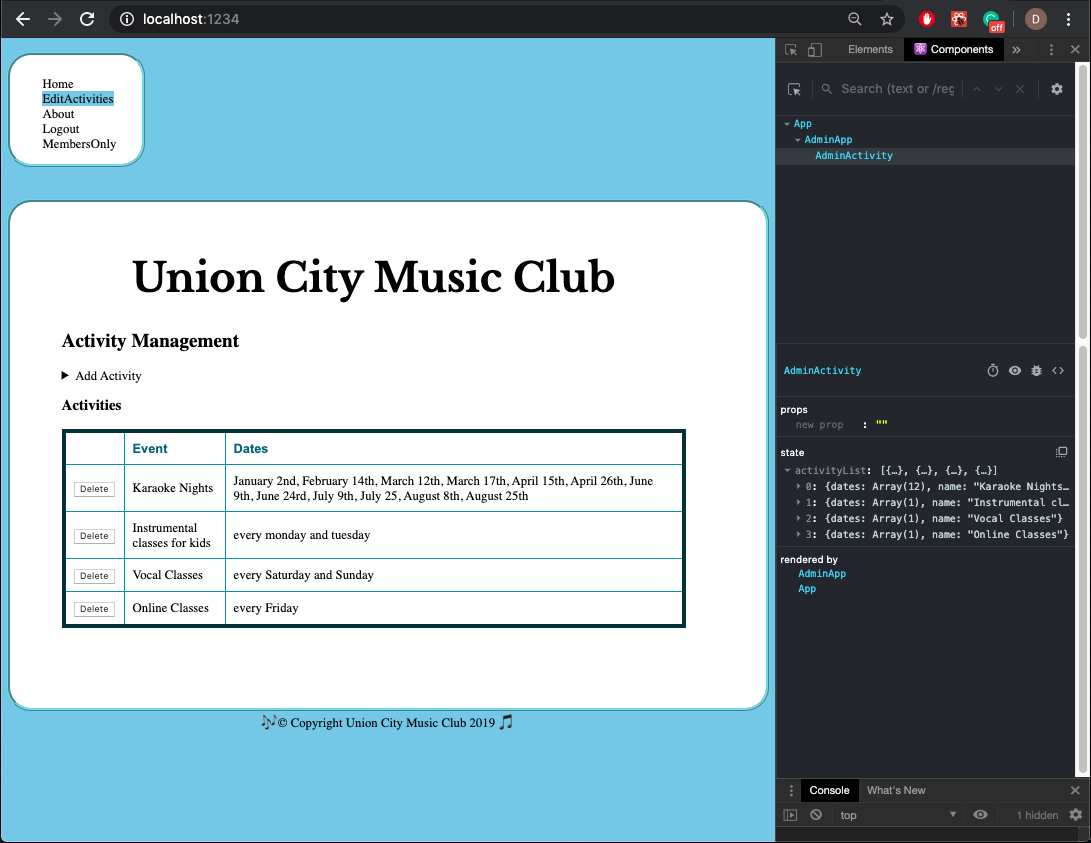 localhost:1234
off
D
Home
EditActivities
About
Logout
MembersOnly
Union City Music Club
Activity Management
Add Activity
Activities
Event Dates
Delete Karaoke Nights January 2nd, February 14th, March 12th, March 17th, April 15th, April 26th, June
9th, June 24rd, July 9th, July 25, August 8th, August 25th
Delete Instrumental
classes for kids every monday and tuesday
Delete Vocal Classes every Saturday and Sunday
Delete Online Classes every Friday
🎶© Copyright Union City Music Club 2019 🎵
Elements Components »
Search (text or /reg
App
AdminApp
AdminActivity
AdminActivity
props
new prop : ""
state
activityList: [{…}, {…}, {…}, {…}]
0: {dates: Array(12), name: "Karaoke Nights…
1: {dates: Array(1), name: "Instrumental cl…
2: {dates: Array(1), name: "Vocal Classes"}
3: {dates: Array(1), name: "Online Classes"}
rendered by
AdminApp
App
Console What's New
top 1 hidden